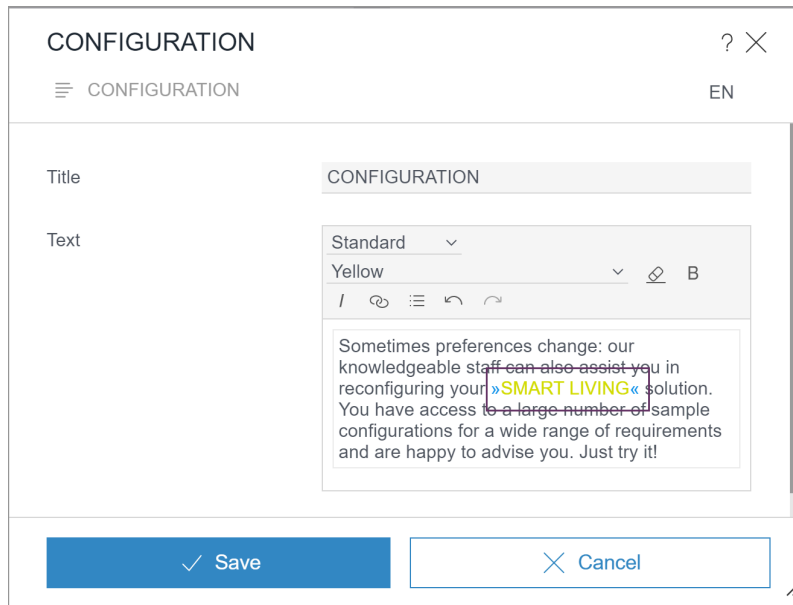 CONFIGURATION
?
CONFIGURATION
EN
Title
CONFIGURATION
Text
Standard
Yellow
B
I
Sometimes preferences change: our
knowledgeable staff can also assist you in
reconfiguring your »SMART LIVING« solution.
You have access to a large number of sample
configurations for a wide range of requirements
and are happy to advise you. Just try it!
Save
Cancel